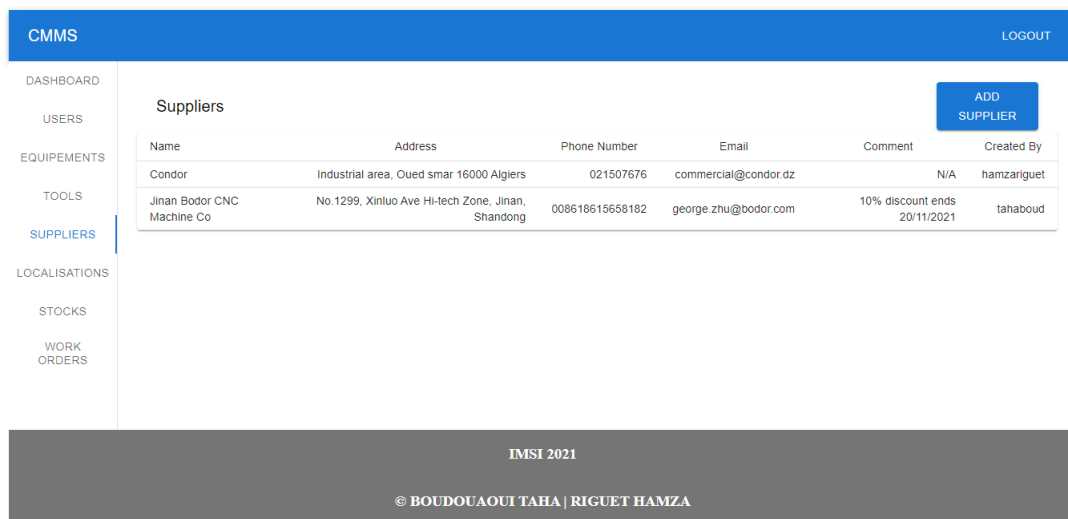 CMMS
LOGOUT
DASHBOARD
USERS
EQUIPEMENTS
TOOLS
SUPPLIERS
LOCALISATIONS
STOCKS
WORK
ORDERS
Suppliers
ADD
SUPPLIER
Name Address Phone Number Email Comment Created By
Condor Industrial area, Oued smar 16000 Algiers 021507676 commercial@condor.dz N/A hamzariguet
Jinan Bodor CNC
Machine Co
No.1299, Xinluo Ave Hi-tech Zone, Jinan,
Shandong
008618615658182
george.zhu@bodor.com
10% discount ends
20/11/2021
tahaboud
IMSI 2021
© BOUDOUAOUI TAHA | RIGUET HAMZA